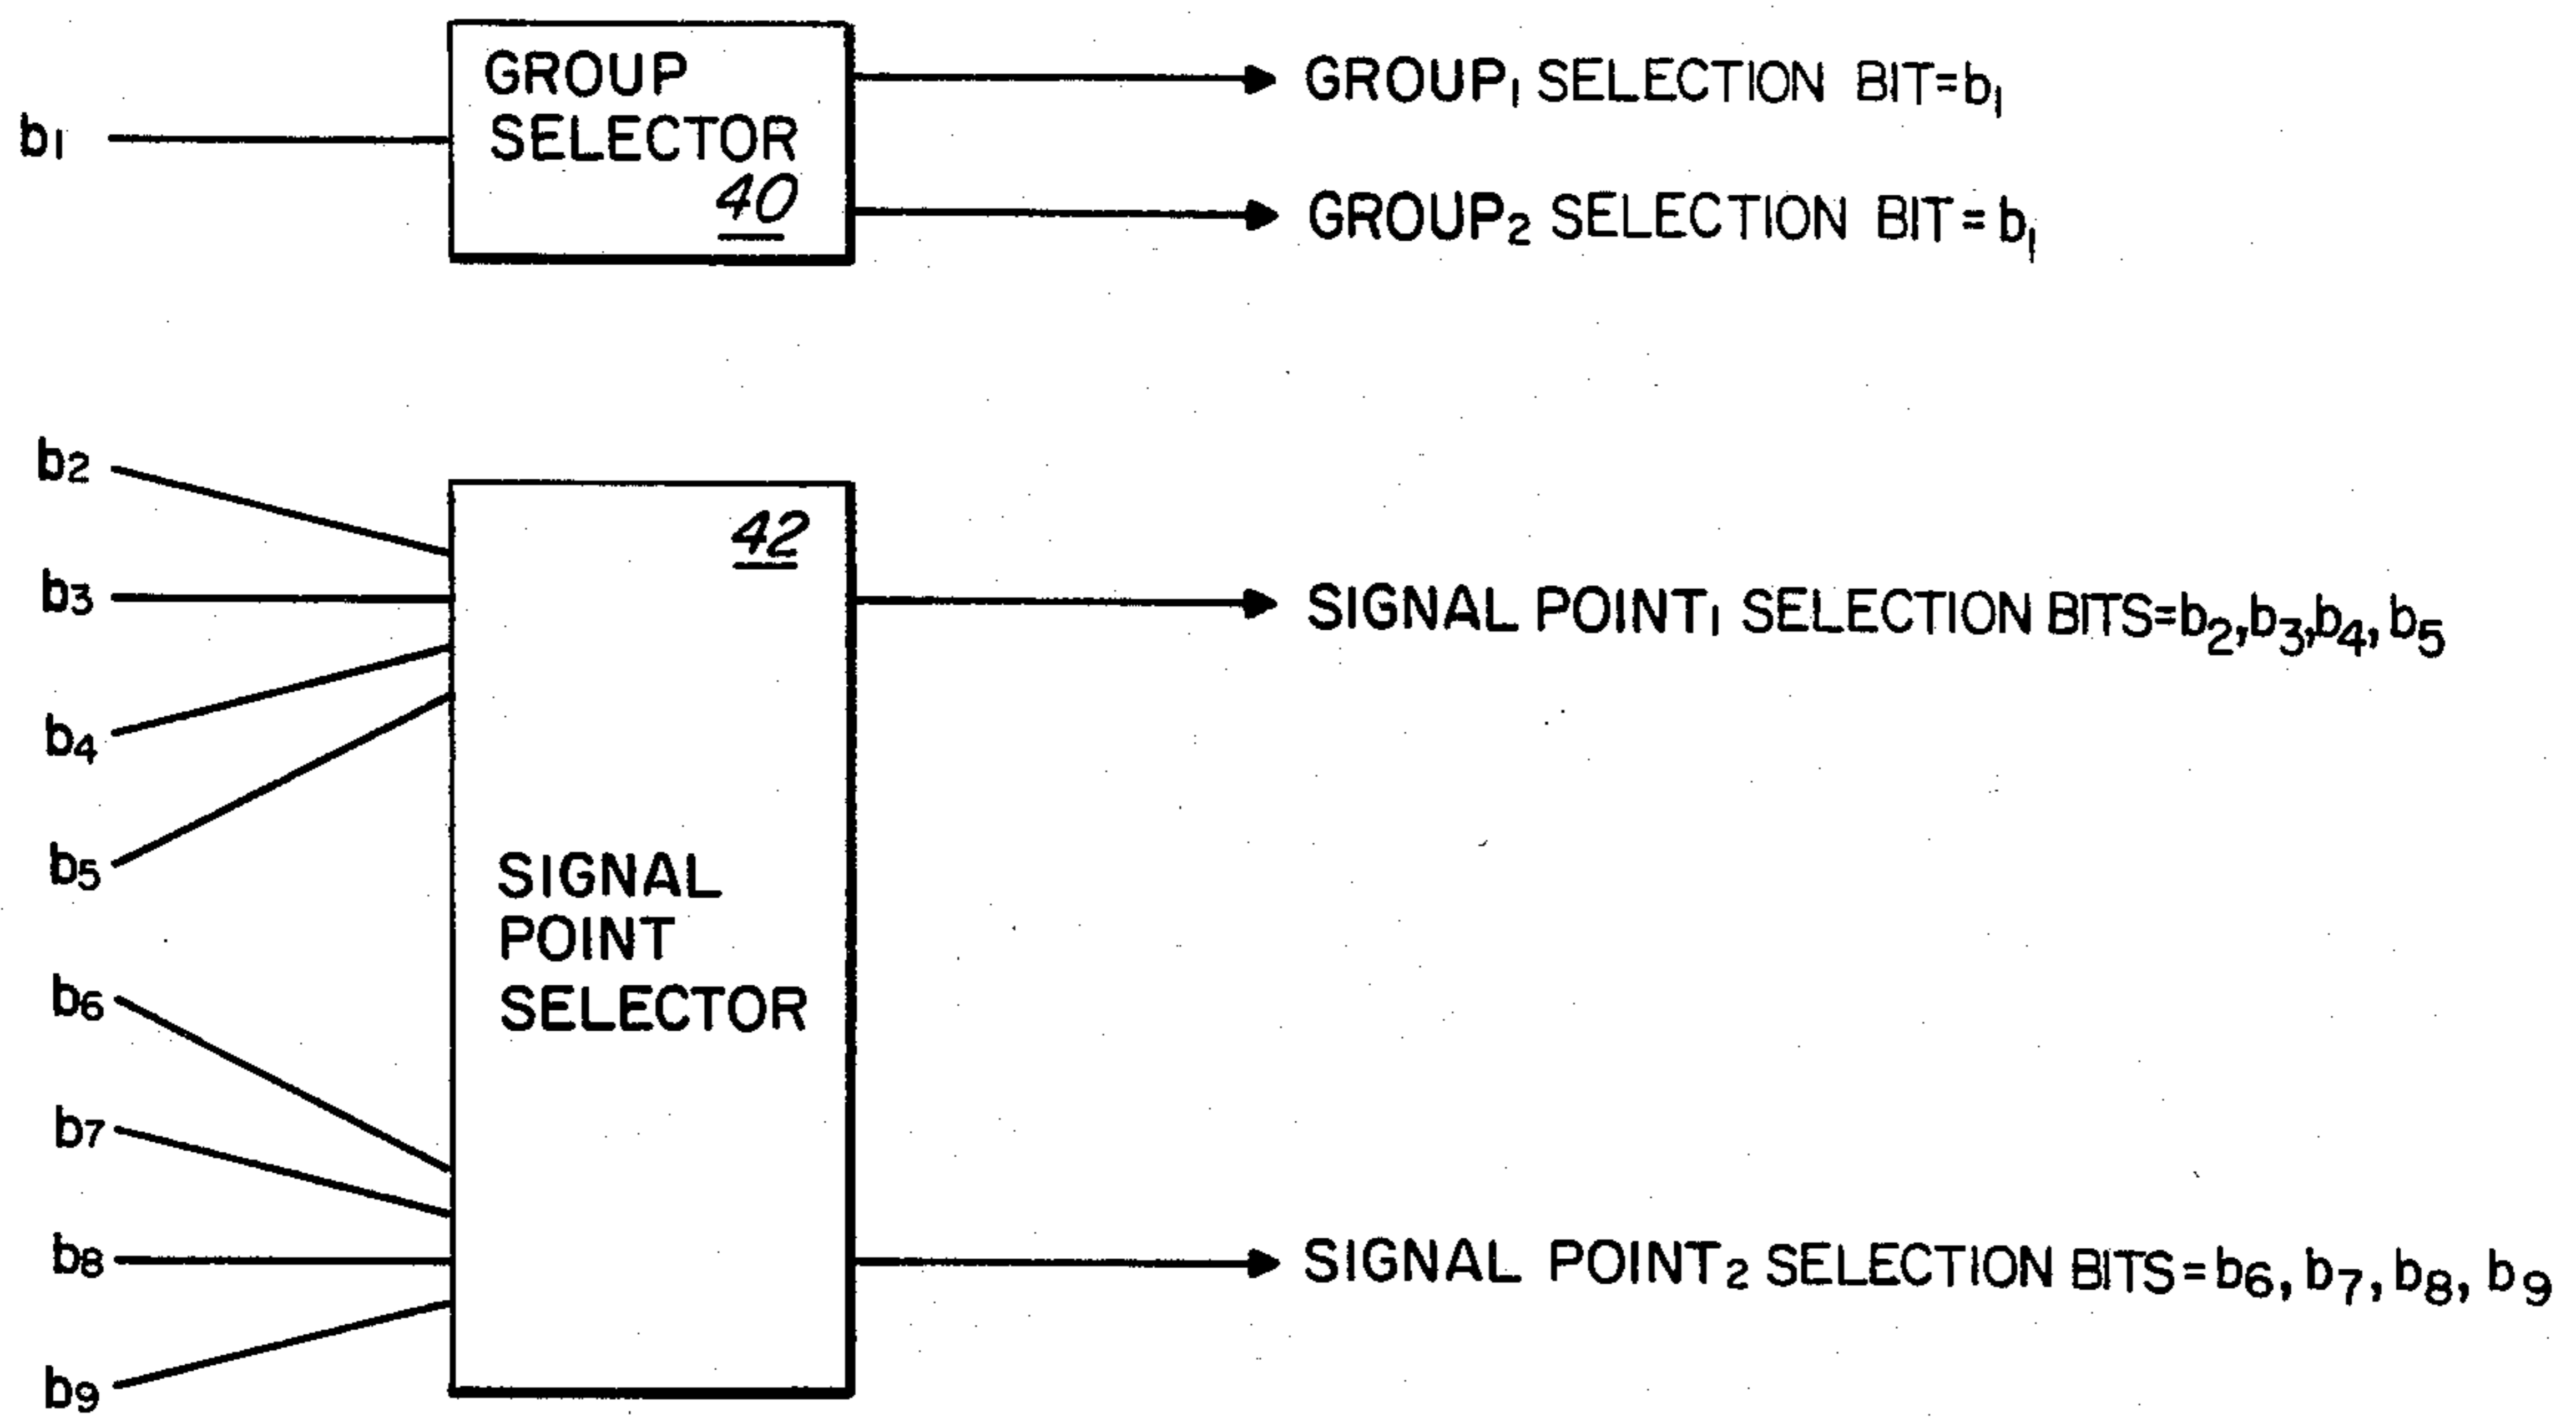 GROUP
SELECTOR
40
b1
GROUP1 SELECTION BIT=b1
GROUP2 SELECTION BIT=b1
b2
b3
b4
b5
b6
b7
b8
b9
42
SIGNAL
POINT
SELECTOR
SIGNAL POINT1 SELECTION BITS=b2,b3,b4, b5
SIGNAL POINT2 SELECTION BITS=b6, b7, b8, b9